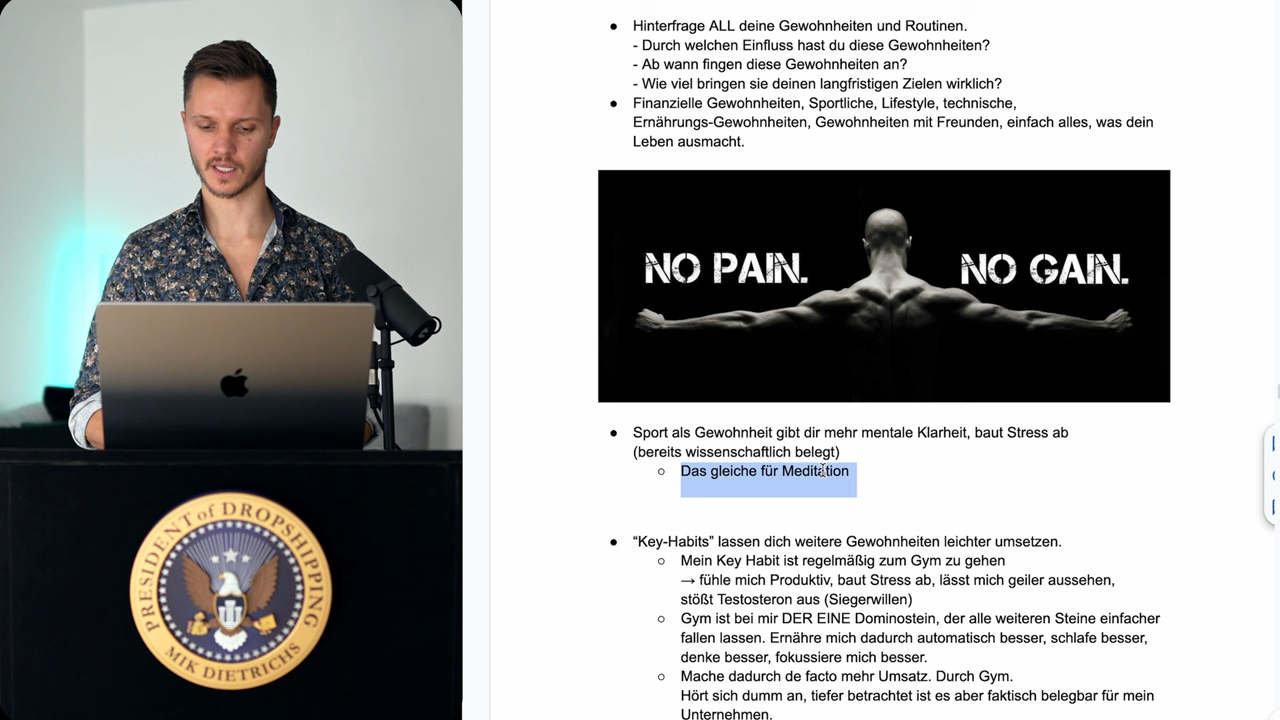 Hinterfrage ALL deine Gewohnheiten und Routinen.
- Durch welchen Einfluss hast du diese Gewohnheiten?
- Ab wann fingen diese Gewohnheiten an?
- Wie viel bringen sie deinen langfristigen Zielen wirklich?
Finanzielle Gewohnheiten, Sportliche, Lifestyle, technische,
Ernährungs-Gewohnheiten, Gewohnheiten mit Freunden, einfach alles, was dein
Leben ausmacht.
NO PAIN. NO GAIN.
Sport als Gewohnheit gibt dir mehr mentale Klarheit, baut Stress ab
(bereits wissenschaftlich belegt)
Das gleiche für Meditation
“Key-Habits” lassen dich weitere Gewohnheiten leichter umsetzen.
Mein Key Habit ist regelmäßig zum Gym zu gehen
→ fühle mich Produktiv, baut Stress ab, lässt mich geiler aussehen,
stößt Testosteron aus (Siegerwillen)
Gym ist bei mir DER EINE Dominostein, der alle weiteren Steine einfacher
fallen lassen. Ernähre mich dadurch automatisch besser, schlafe besser,
denke besser, fokussiere mich besser.
Mache dadurch de facto mehr Umsatz. Durch Gym.
Hört sich dumm an, tiefer betrachtet ist es aber faktisch belegbar für mein
Unternehmen.
PRESIDENT of DROPSHIPPING
MIK DIETRICHS